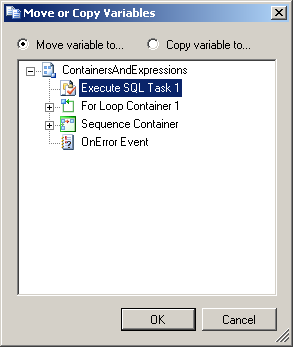 Move or Copy Variables
Move variable to... Copy variable to...
ContainersAndExpressions
Execute SQL Task 1
For Loop Container 1
Sequence Container
OnError Event
OK Cancel